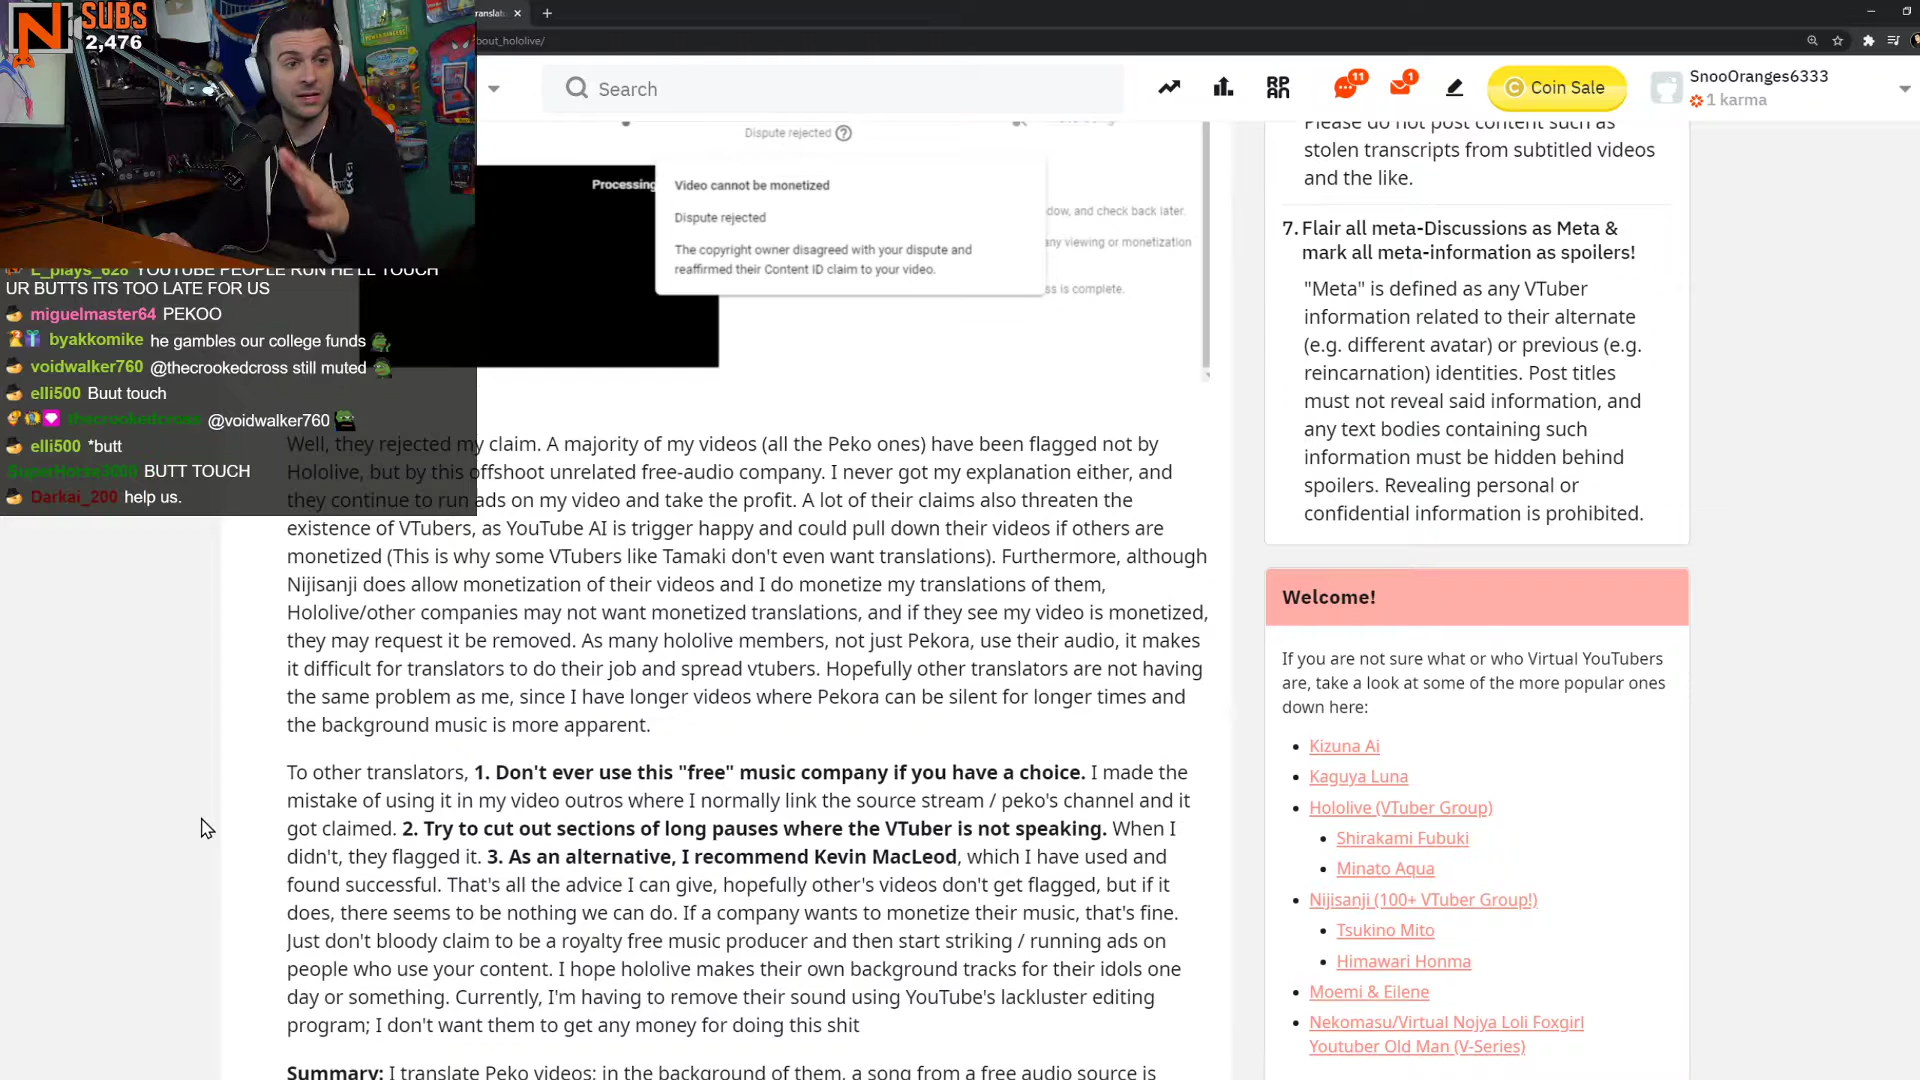 SUBS
2,476
translat
bout_hololive/
Search
11
1
Coin Sale
SnooOranges6333
1 karma
L_plays_628 YOUTUBE PEOPLE RUN HE LL TOUCH
UR BUTTS ITS TOO LATE FOR US
miguelmaster64 PEKOO
byakkomike he gambles our college funds
voidwalker760 @thecrookedcross still muted
elli500 Buut touch
thecrookedcross @voidwalker760
elli500 *butt
BUTT TOUCH
Darkai_200 help us.
Dispute rejected
Processing
Video cannot be monetized
Dispute rejected
The copyright owner disagreed with your dispute and
reaffirmed their Content ID claim to your video.
dow, and check back later.
any viewing or monetization
ss is complete.
Well, they rejected my claim. A majority of my videos (all the Peko ones) have been flagged not by
Hololive, but by this offshoot unrelated free-audio company. I never got my explanation either, and
they continue to run ads on my video and take the profit. A lot of their claims also threaten the
existence of VTubers, as YouTube AI is trigger happy and could pull down their videos if others are
monetized (This is why some VTubers like Tamaki don't even want translations). Furthermore, although
Nijisanji does allow monetization of their videos and I do monetize my translations of them,
Hololive/other companies may not want monetized translations, and if they see my video is monetized,
they may request it be removed. As many hololive members, not just Pekora, use their audio, it makes
it difficult for translators to do their job and spread vtubers. Hopefully other translators are not having
the same problem as me, since I have longer videos where Pekora can be silent for longer times and
the background music is more apparent.
To other translators, 1. Don't ever use this "free" music company if you have a choice. I made the
mistake of using it in my video outros where I normally link the source stream / peko's channel and it
got claimed. 2. Try to cut out sections of long pauses where the VTuber is not speaking. When I
didn't, they flagged it. 3. As an alternative, I recommend Kevin MacLeod, which I have used and
found successful. That's all the advice I can give, hopefully other's videos don't get flagged, but if it
does, there seems to be nothing we can do. If a company wants to monetize their music, that's fine.
Just don't bloody claim to be a royalty free music producer and then start striking / running ads on
people who use your content. I hope hololive makes their own background tracks for their idols one
day or something. Currently, I'm having to remove their sound using YouTube's lackluster editing
program; I don't want them to get any money for doing this shit
Summary: I translate Peko videos; in the background of them, a song from a free audio source is
Please do not post content such as
stolen transcripts from subtitled videos
and the like.
7. Flair all meta-Discussions as Meta &
mark all meta-information as spoilers!
"Meta" is defined as any VTuber
information related to their alternate
(e.g. different avatar) or previous (e.g.
reincarnation) identities. Post titles
must not reveal said information, and
any text bodies containing such
information must be hidden behind
spoilers. Revealing personal or
confidential information is prohibited.
Welcome!
If you are not sure what or who Virtual YouTubers
are, take a look at some of the more popular ones
down here:
Kizuna Ai
Kaguya Luna
Hololive (VTuber Group)
Shirakami Fubuki
Minato Aqua
Nijisanji (100+ VTuber Group!)
Tsukino Mito
Himawari Honma
Moemi & Eilene
Nekomasu/Virtual Nojya Loli Foxgirl
Youtuber Old Man (V-Series)